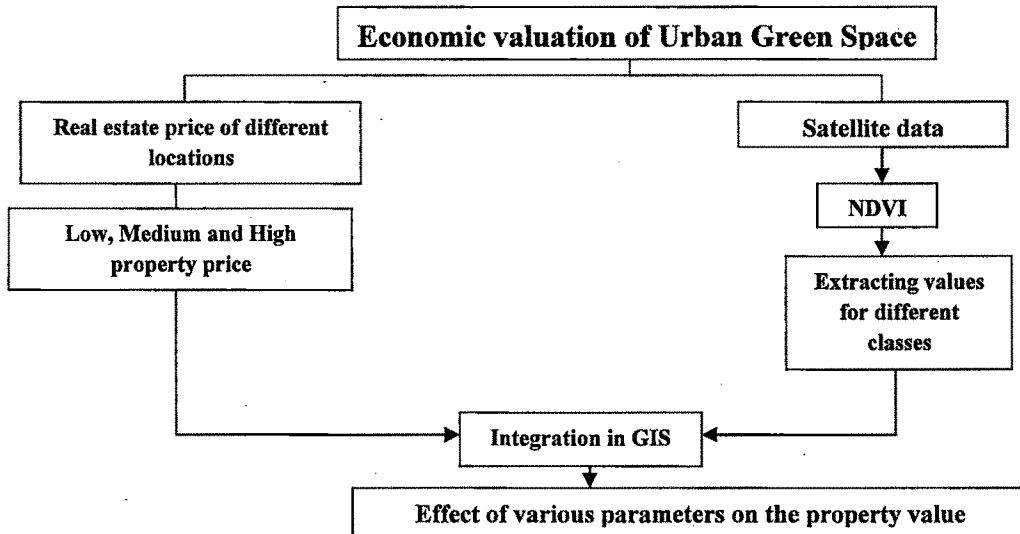 Economic valuation of Urban Green Space
Real estate price of different
locations
Low, Medium and High
property price
Satellite data
NDVI
Extracting values
for different
classes
Integration in GIS
Effect of various parameters on the property value